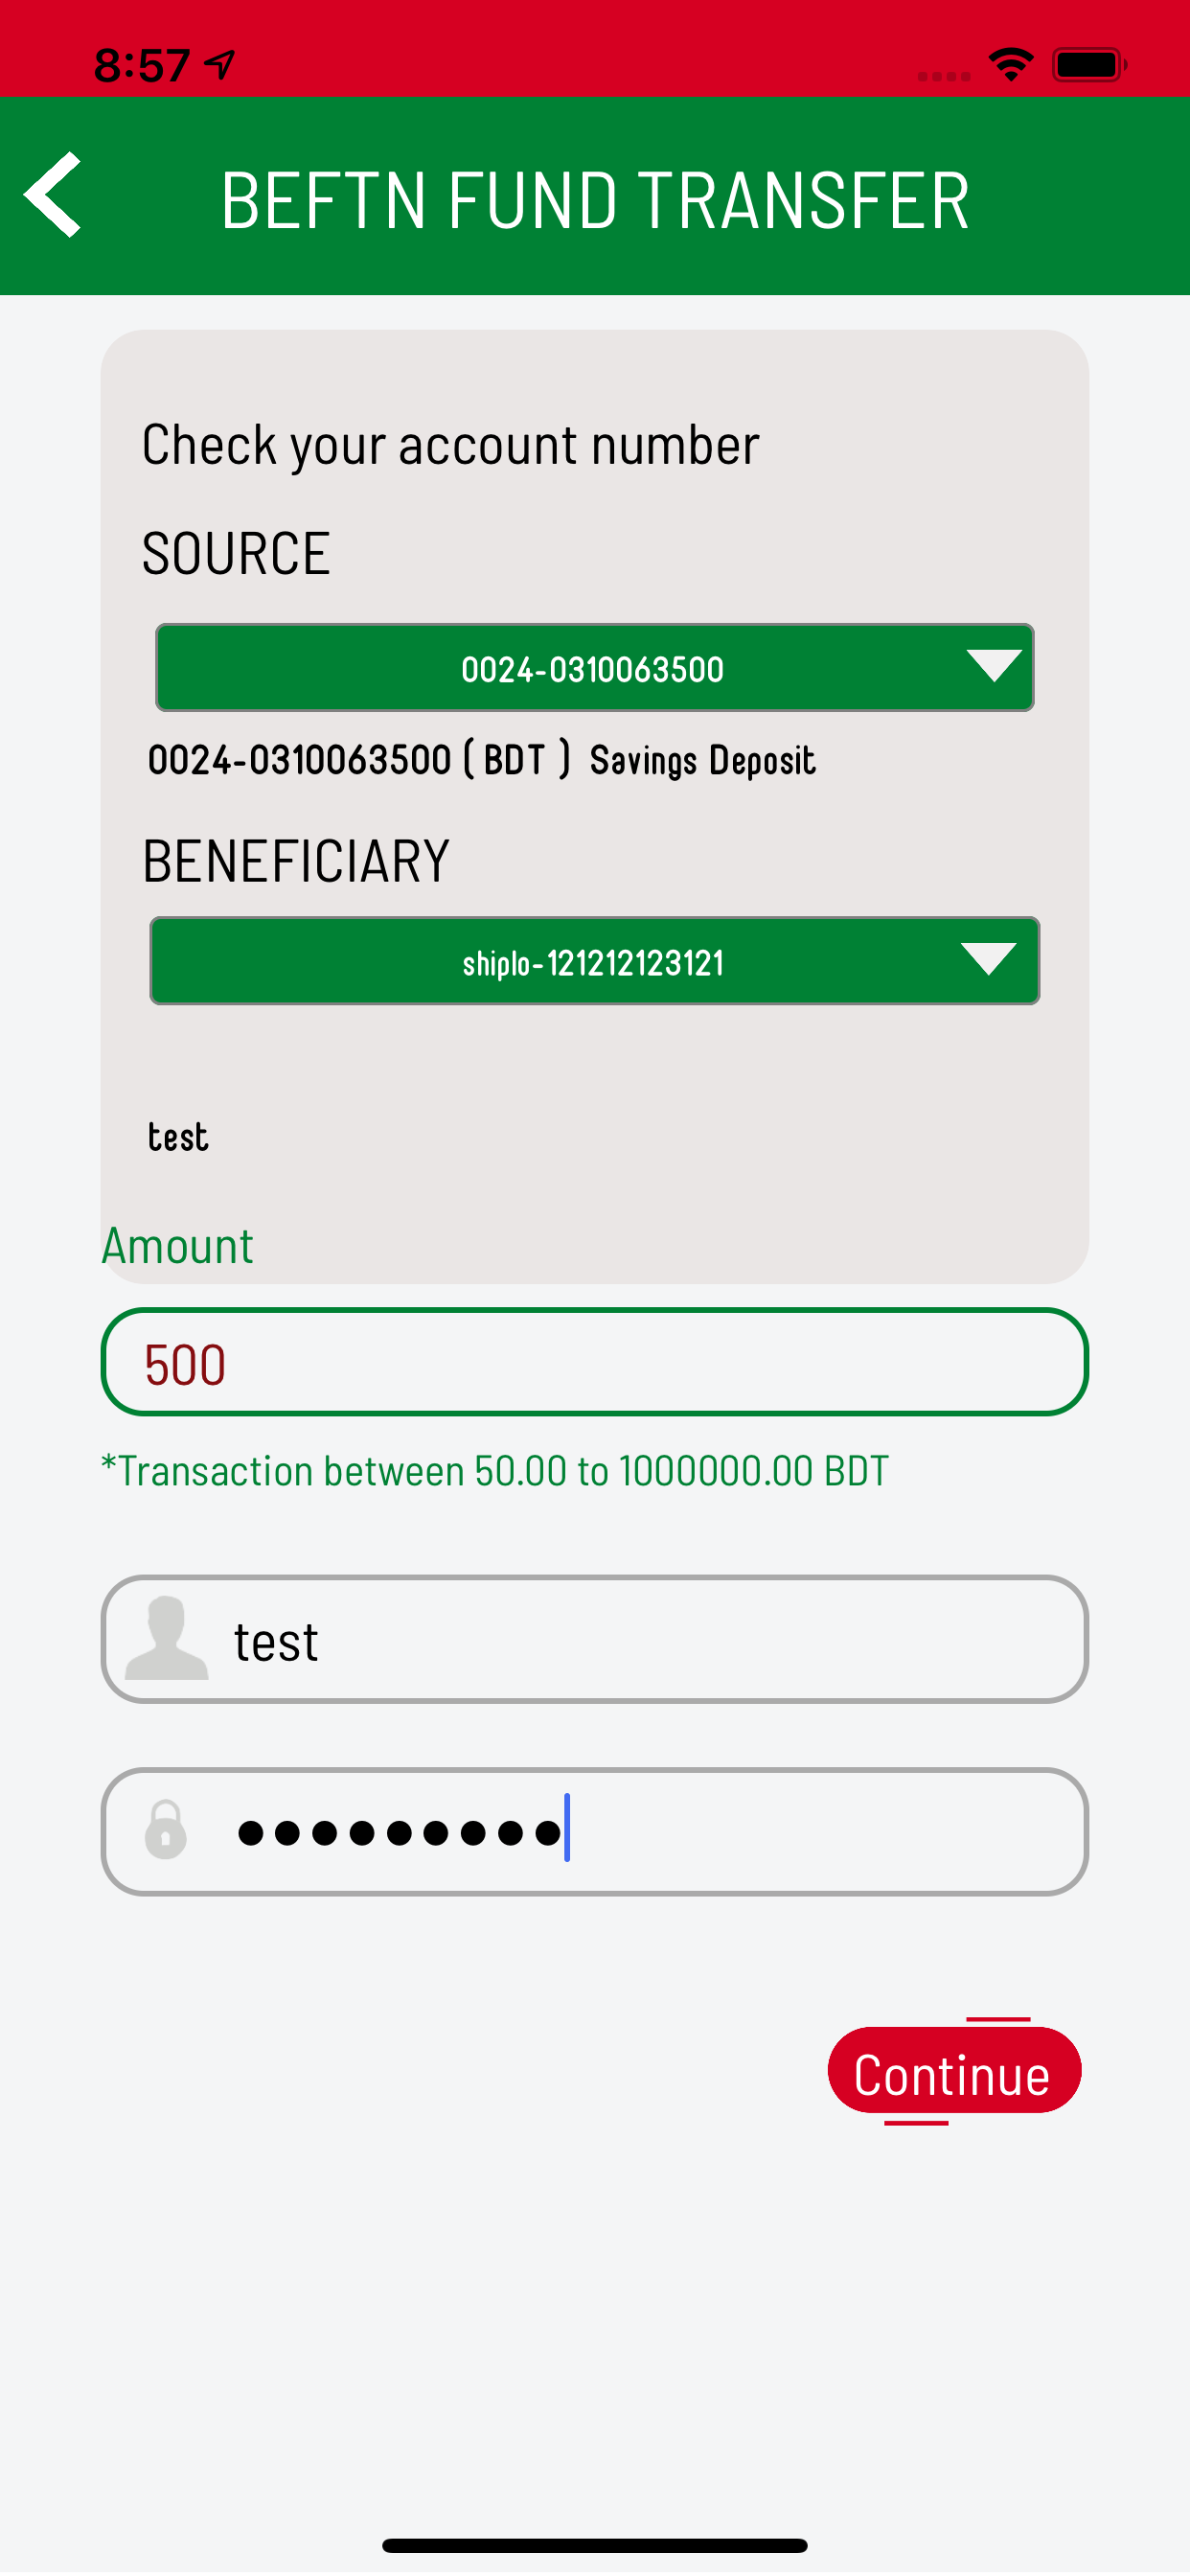 8:57
BEFTN FUND TRANSFER
Check your account number
SOURCE
0024-0310063500
0024-0310063500 ( BDT ) Savings Deposit
BENEFICIARY
shiplo-121212123121
test
Amount
500
*Transaction between 50.00 to 1000000.00 BDT
test
Continue